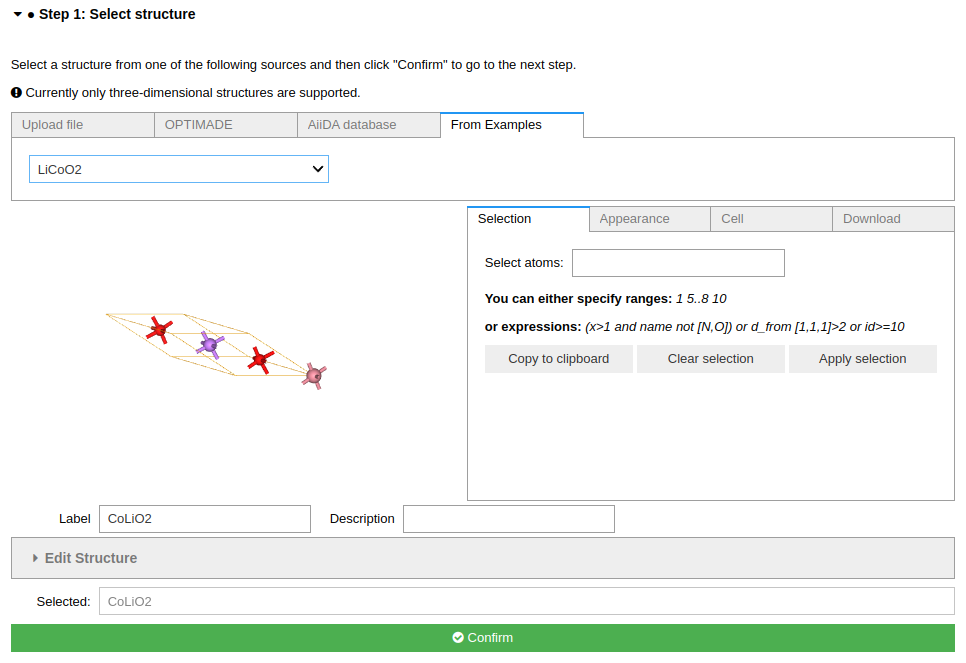 Step 1: Select structure
Select a structure from one of the following sources and then click "Confirm" to go to the next step.
Currently only three-dimensional structures are supported.
Upload file OPTIMADE AiiDA database From Examples
LiCoO2
Selection Appearance Cell Download
Select atoms:
You can either specify ranges: 1 5..8 10
or expressions: (x>1 and name not [N,O]) or d_from [1,1,1]>2 or id>=10
Copy to clipboard Clear selection Apply selection
Label CoLiO2 Description
Edit Structure
Selected: CoLiO2
Confirm